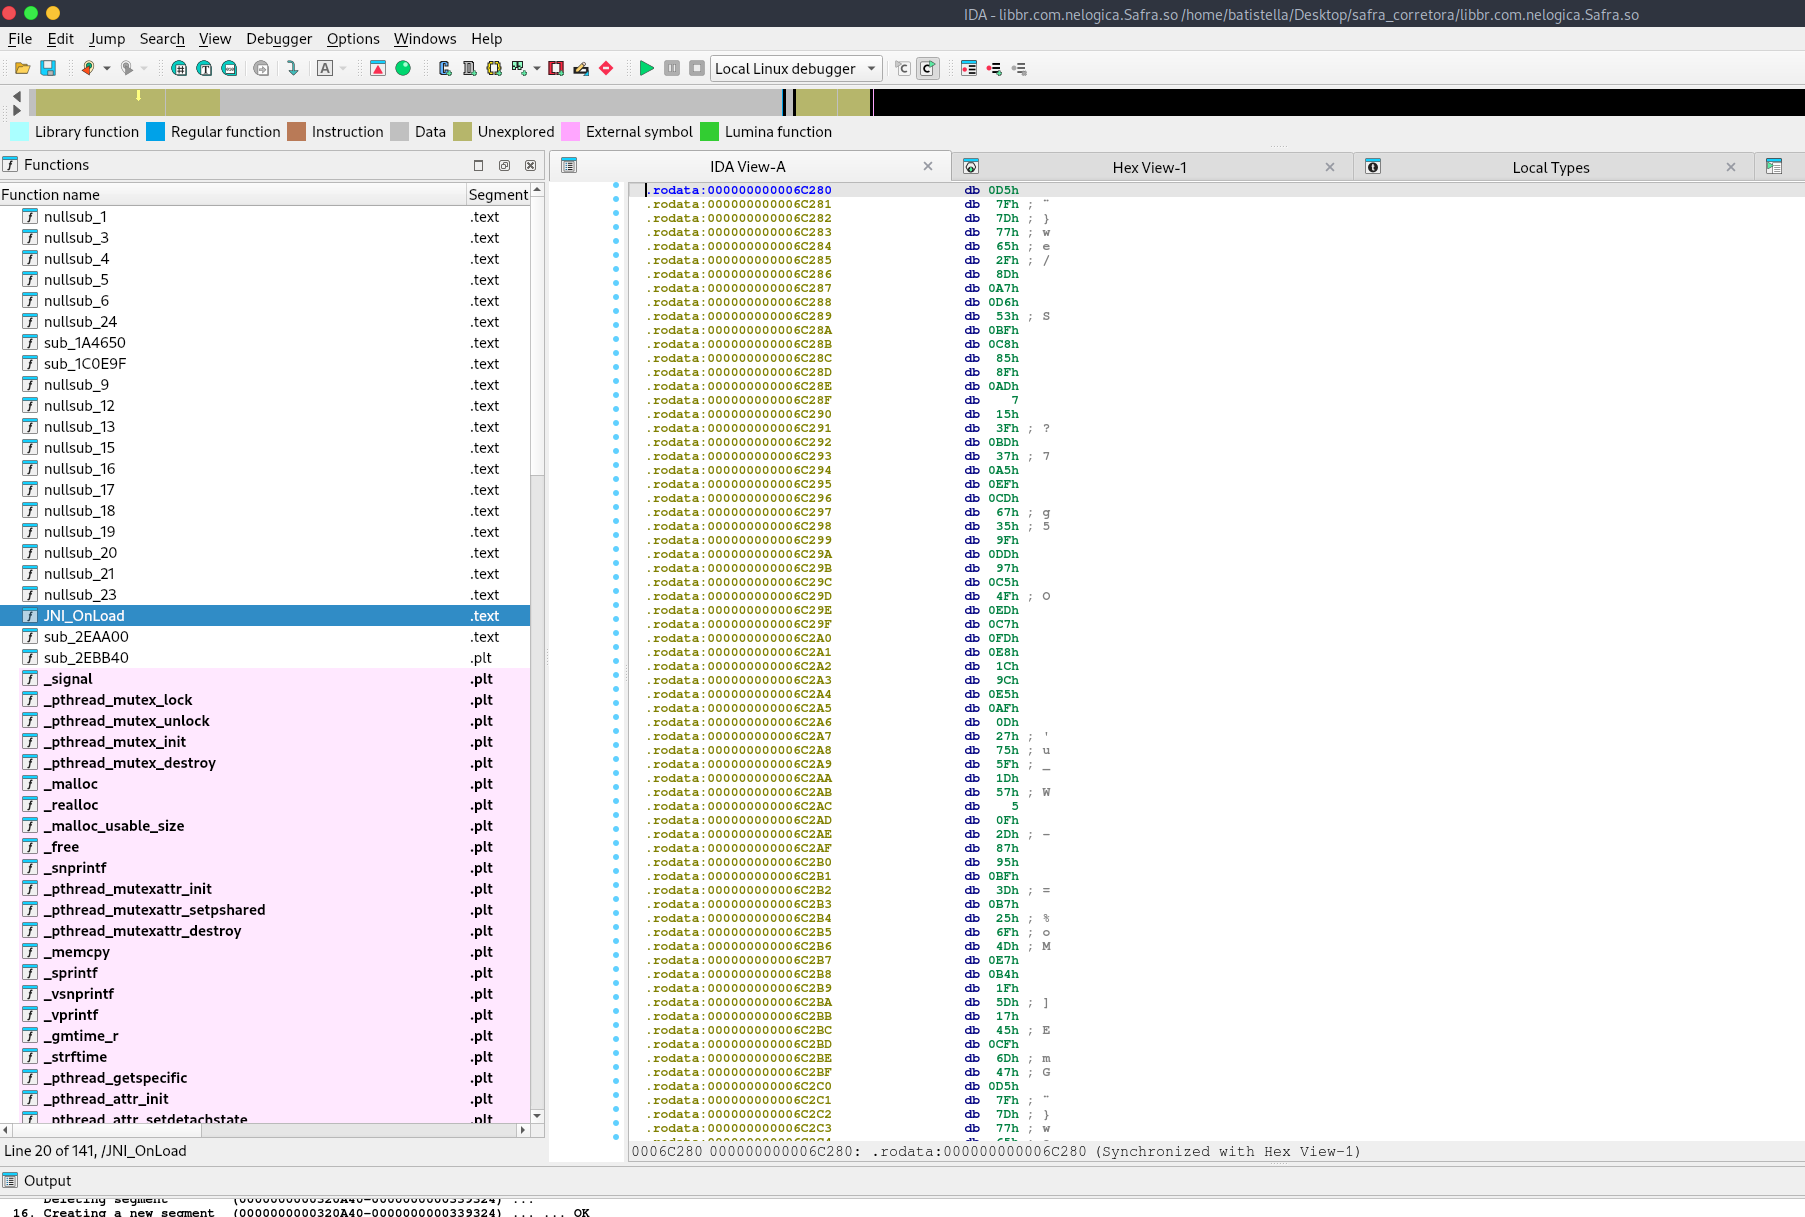 IDA - libbr.com.nelogica.Safra.so /home/batistella/Desktop/safra_corretora/libbr.com.nelogica.Safra.so
File Edit Jump Search View Debugger Options Windows Help
Local Linux debugger
Library function Regular function Instruction Data Unexplored External symbol Lumina function
Functions
Function name Segment
nullsub_1 .text
nullsub_3 .text
nullsub_4 .text
nullsub_5 .text
nullsub_6 .text
nullsub_24 .text
sub_1A4650 .text
sub_1C0E9F .text
nullsub_9 .text
nullsub_12 .text
nullsub_13 .text
nullsub_15 .text
nullsub_16 .text
nullsub_17 .text
nullsub_18 .text
nullsub_19 .text
nullsub_20 .text
nullsub_21 .text
nullsub_23 .text
JNI_OnLoad .text
sub_2EAA00 .text
sub_2EBB40 .plt
_signal .plt
_pthread_mutex_lock .plt
_pthread_mutex_unlock .plt
_pthread_mutex_init .plt
_pthread_mutex_destroy .plt
_malloc .plt
_realloc .plt
_malloc_usable_size .plt
_free .plt
_snprintf .plt
_pthread_mutexattr_init .plt
_pthread_mutexattr_setpshared .plt
_pthread_mutexattr_destroy .plt
_memcpy .plt
_sprintf .plt
_vsnprintf .plt
_vprintf .plt
_gmtime_r .plt
_strftime .plt
_pthread_getspecific .plt
_pthread_attr_init .plt
_pthread_attr_setdetachstate .plt
Line 20 of 141, /JNI_OnLoad
IDA View-A Hex View-1 Local Types
.rodata:000000000006C280 db 0D5h
.rodata:000000000006C281 db 7Fh ; ¨
.rodata:000000000006C282 db 7Dh ; }
.rodata:000000000006C283 db 77h ; w
.rodata:000000000006C284 db 65h ; e
.rodata:000000000006C285 db 2Fh ; /
.rodata:000000000006C286 db 8Dh
.rodata:000000000006C287 db 0A7h
.rodata:000000000006C288 db 0D6h
.rodata:000000000006C289 db 53h ; S
.rodata:000000000006C28A db 0BFh
.rodata:000000000006C28B db 0C8h
.rodata:000000000006C28C db 85h
.rodata:000000000006C28D db 8Fh
.rodata:000000000006C28E db 0ADh
.rodata:000000000006C28F db 7
.rodata:000000000006C290 db 15h
.rodata:000000000006C291 db 3Fh ; ?
.rodata:000000000006C292 db 0BDh
.rodata:000000000006C293 db 37h ; 7
.rodata:000000000006C294 db 0A5h
.rodata:000000000006C295 db 0EFh
.rodata:000000000006C296 db 0CDh
.rodata:000000000006C297 db 67h ; g
.rodata:000000000006C298 db 35h ; 5
.rodata:000000000006C299 db 9Fh
.rodata:000000000006C29A db 0DDh
.rodata:000000000006C29B db 97h
.rodata:000000000006C29C db 0C5h
.rodata:000000000006C29D db 4Fh ; O
.rodata:000000000006C29E db 0EDh
.rodata:000000000006C29F db 0C7h
.rodata:000000000006C2A0 db 0FDh
.rodata:000000000006C2A1 db 0E8h
.rodata:000000000006C2A2 db 1Ch
.rodata:000000000006C2A3 db 9Ch
.rodata:000000000006C2A4 db 0E5h
.rodata:000000000006C2A5 db 0AFh
.rodata:000000000006C2A6 db 0Dh
.rodata:000000000006C2A7 db 27h ; '
.rodata:000000000006C2A8 db 75h ; u
.rodata:000000000006C2A9 db 5Fh ; _
.rodata:000000000006C2AA db 1Dh
.rodata:000000000006C2AB db 57h ; W
.rodata:000000000006C2AC db 5
.rodata:000000000006C2AD db 0Fh
.rodata:000000000006C2AE db 2Dh ; -
.rodata:000000000006C2AF db 87h
.rodata:000000000006C2B0 db 95h
.rodata:000000000006C2B1 db 0BFh
.rodata:000000000006C2B2 db 3Dh ; =
.rodata:000000000006C2B3 db 0B7h
.rodata:000000000006C2B4 db 25h ; %
.rodata:000000000006C2B5 db 6Fh ; o
.rodata:000000000006C2B6 db 4Dh ; M
.rodata:000000000006C2B7 db 0E7h
.rodata:000000000006C2B8 db 0B4h
.rodata:000000000006C2B9 db 1Fh
.rodata:000000000006C2BA db 5Dh ; ]
.rodata:000000000006C2BB db 17h
.rodata:000000000006C2BC db 45h ; E
.rodata:000000000006C2BD db 0CFh
.rodata:000000000006C2BE db 6Dh ; m
.rodata:000000000006C2BF db 47h ; G
.rodata:000000000006C2C0 db 0D5h
.rodata:000000000006C2C1 db 7Fh ; ¨
.rodata:000000000006C2C2 db 7Dh ; }
.rodata:000000000006C2C3 db 77h ; w
0006C280 000000000006C280: .rodata:000000000006C280 (Synchronized with Hex View-1)
Output
Deleting segment (0000000000320A40-0000000000339324) ...
16. Creating a new segment (0000000000320A40-0000000000339324) ... ... OK